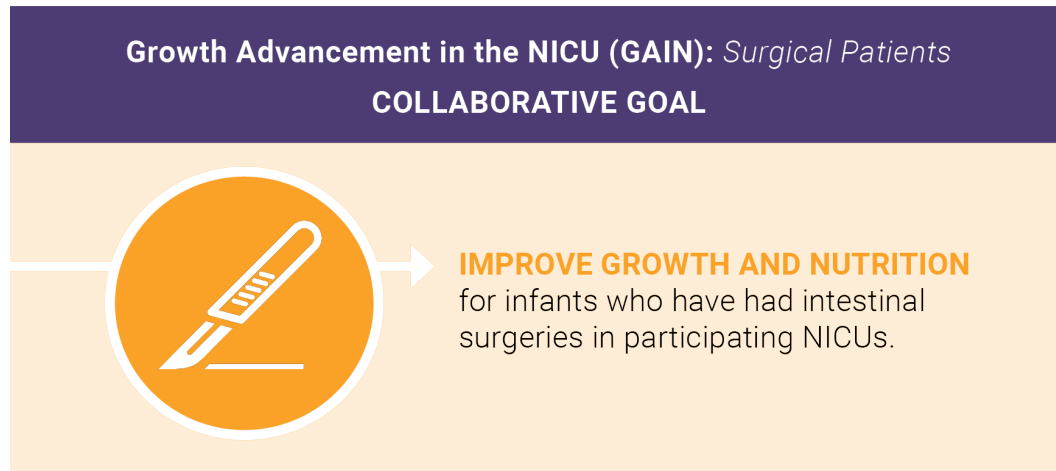 Growth Advancement in the NICU (GAIN): Surgical Patients
COLLABORATIVE GOAL
IMPROVE GROWTH AND NUTRITION
for infants who have had intestinal
surgeries in participating NICUs.